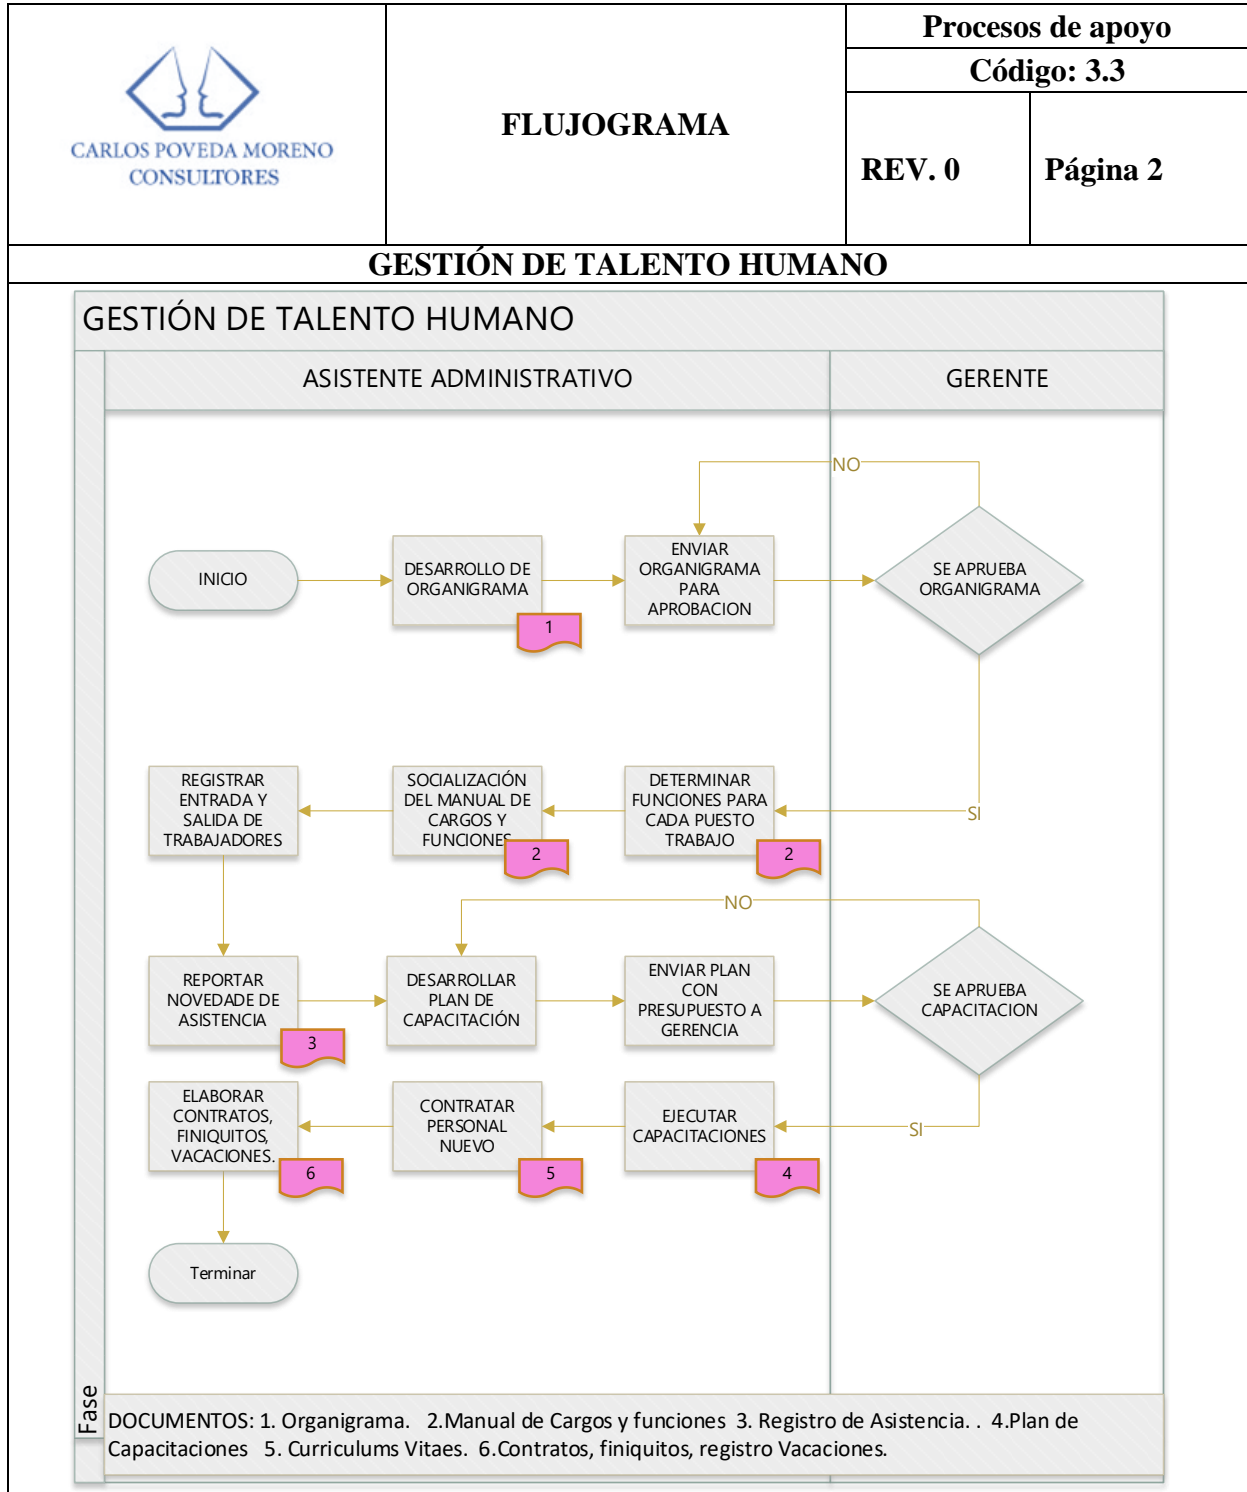 CARLOS POVEDA MORENO
CONSULTORES
FLUJOGRAMA
Procesos de apoyo
Código: 3.3
REV. 0
Página 2
GESTIÓN DE TALENTO HUMANO
GESTIÓN DE TALENTO HUMANO
ASISTENTE ADMINISTRATIVO
GERENTE
NO
INICIO
DESARROLLO DE
ORGANIGRAMA
1
ENVIAR
ORGANIGRAMA
PARA
APROBACION
SE APRUEBA
ORGANIGRAMA
SI
DETERMINAR
FUNCIONES PARA
CADA PUESTO
TRABAJO
2
SOCIALIZACIÓN
DEL MANUAL DE
CARGOS Y
FUNCIONES
2
REGISTRAR
ENTRADA Y
SALIDA DE
TRABAJADORES
NO
REPORTAR
NOVEDADE DE
ASISTENCIA
3
DESARROLLAR
PLAN DE
CAPACITACIÓN
ENVIAR PLAN
CON
PRESUPUESTO A
GERENCIA
SE APRUEBA
CAPACITACION
SI
EJECUTAR
CAPACITACIONES
4
CONTRATAR
PERSONAL
NUEVO
5
ELABORAR
CONTRATOS,
FINIQUITOS,
VACACIONES.
6
Terminar
Fase
DOCUMENTOS: 1. Organigrama. 2.Manual de Cargos y funciones 3. Registro de Asistencia. . 4.Plan de
Capacitaciones 5. Curriculums Vitaes. 6.Contratos, finiquitos, registro Vacaciones.